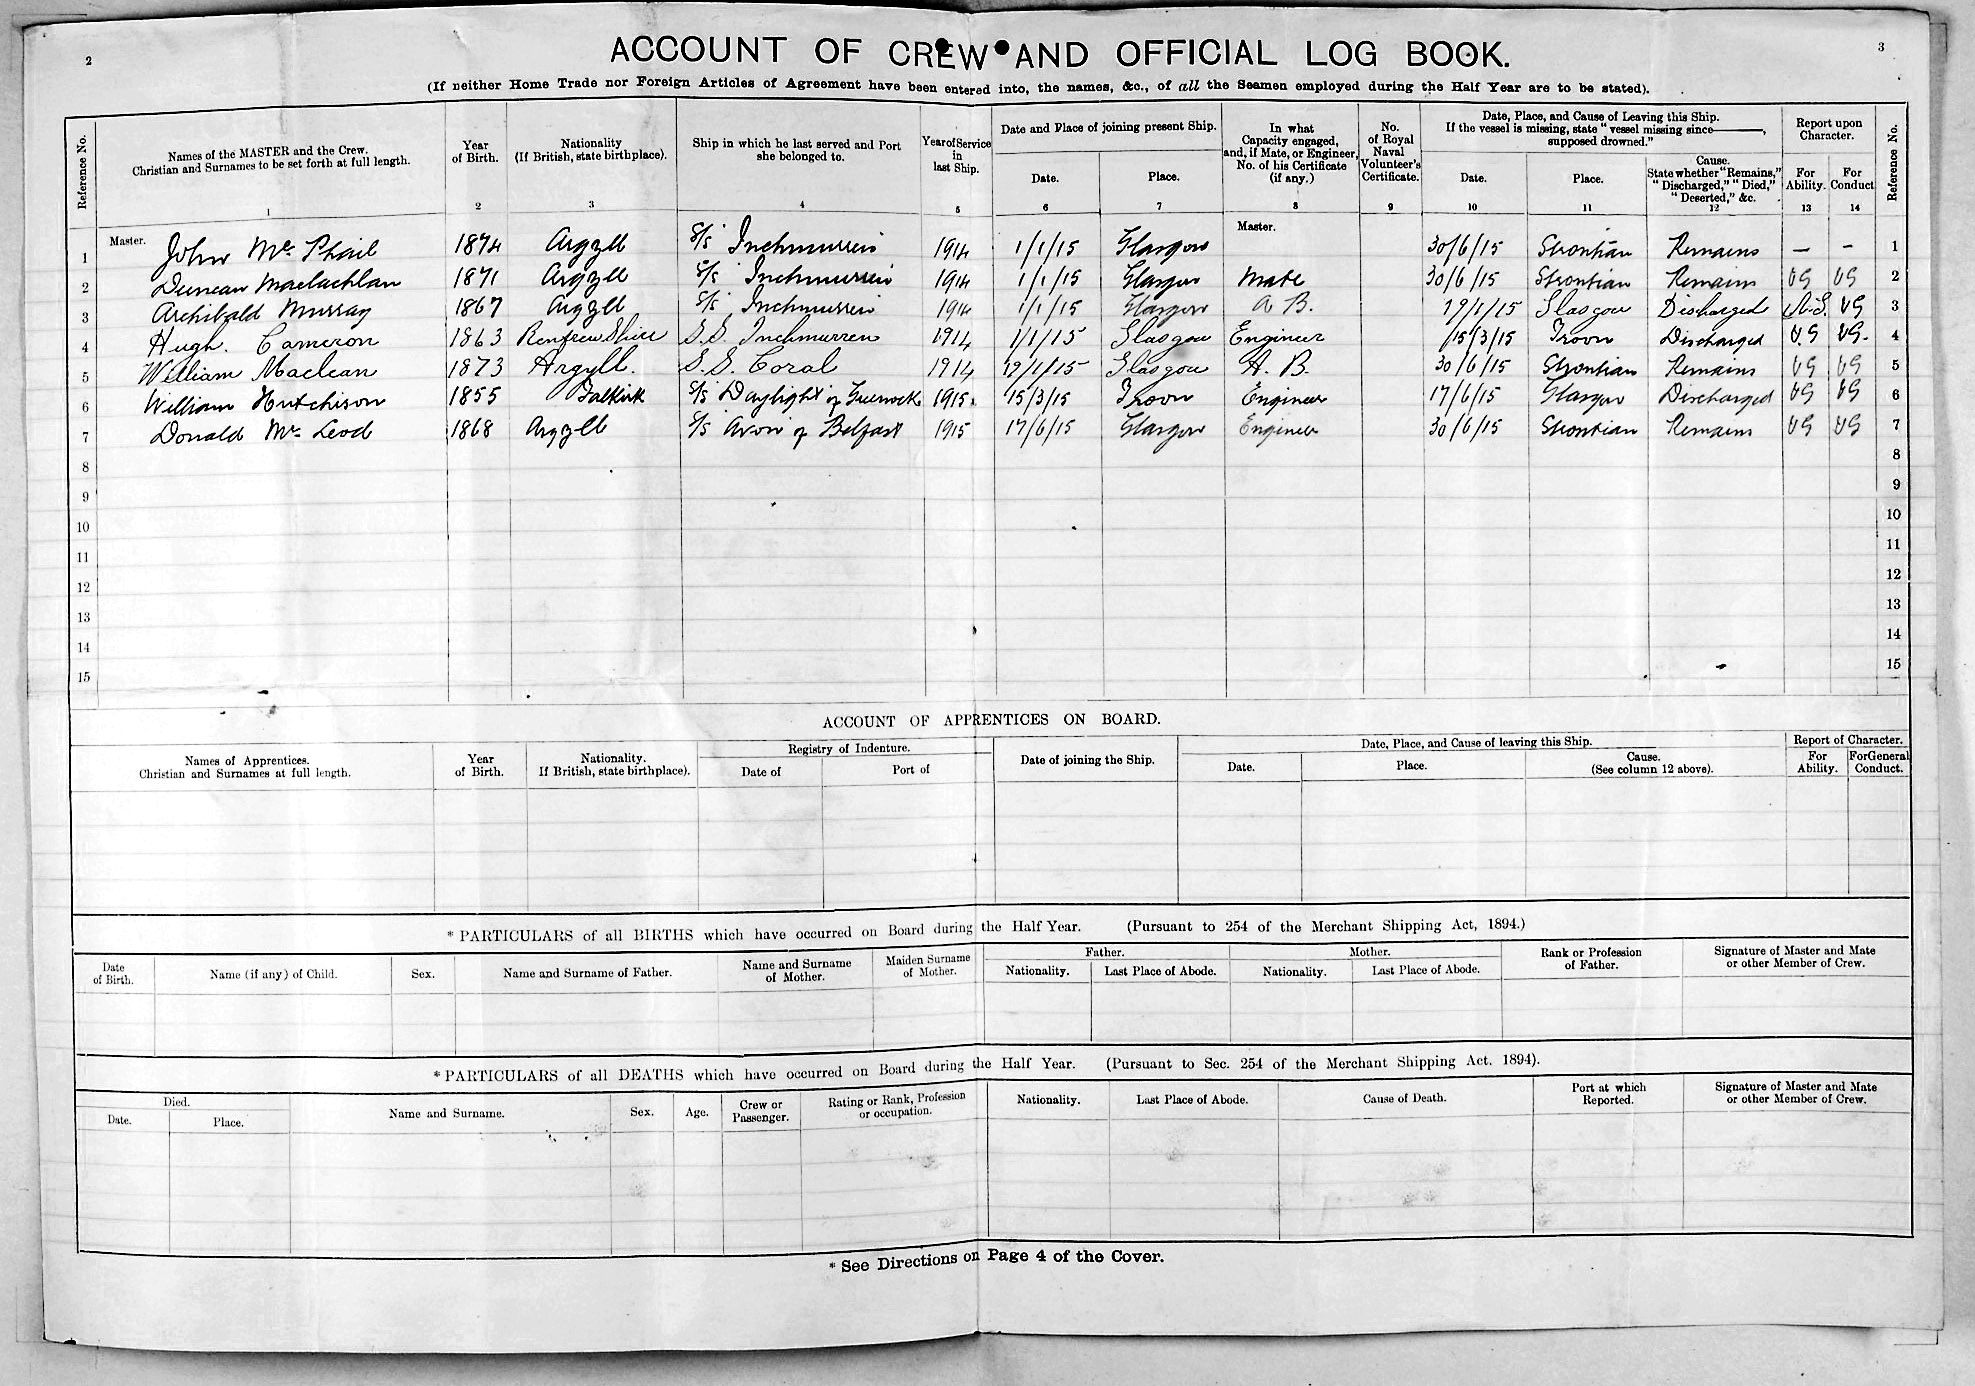 2
3
ACCOUNT OF CREW AND OFFICIAL LOG BOOK.
(If neither Home Trade nor Foreign Articles of Agreement have been entered into, the names, &c., of all the Seamen employed during the Half Year are to be stated).
Reference No.
Names of the MASTER and the Crew.
Christian and Surnames to be set forth at full length.
1
Year of Birth.
2
Nationality
(If British, state birthplace).
3
Ship in which he last served and Port she belonged to.
4
Year of Service in last Ship.
5
Date and Place of joining present Ship.
Date.
6
Place.
7
In what Capacity engaged, and, if Mate, or Engineer, No. of his Certificate (if any.)
8
No. of Royal Naval Volunteer's Certificate.
9
Date, Place, and Cause of Leaving this Ship.
If the vessel is missing, state "vessel missing since———, supposed drowned."
Date.
10
Place.
11
Cause.
State whether "Remains," "Discharged," "Died," "Deserted," &c.
12
Report upon Character.
For Ability.
13
For Conduct
14
Reference No.
1 Master. John Mc Phail 1874 Argyll S/S Inchmurren 1914 1/1/15 Glasgow Master. 30/6/15 Strontian Remains — — 1
2 Duncan Maclachlan 1871 Argyll S/S Inchmurren 1914 1/1/15 Glasgow Mate 30/6/15 Strontian Remains VG VG 2
3 Archibald Murray 1867 Argyll S/S Inchmurren 1914 1/1/15 Glasgow A B. 19/1/15 Glasgow Discharged V.G. VG 3
4 Hugh. Cameron 1863 Renfrew Shire S.S. Inchmurren 1914 1/1/15 Glasgow Engineer 15/3/15 Troon Discharged V.G VG. 4
5 William Maclean 1873 Argyll. S.S. Coral 1914 19/1/15 Glasgow A. B. 30/6/15 Strontian Remains VG VG 5
6 William Hutchison 1855 Falkirk S/S Daylight of Greenock 1915 15/3/15 Troon Engineer 17/6/15 Glasgow Discharged VG VG 6
7 Donald Mc Leod 1868 Argyll S/S Avon of Belfast 1915 17/6/15 Glasgow Engineer 30/6/15 Strontian Remains VG VG 7
8 8
9 9
10 10
11 11
12 12
13 13
14 14
15 15
ACCOUNT OF APPRENTICES ON BOARD.
Names of Apprentices.
Christian and Surnames at full length.
Year of Birth.
Nationality.
If British, state birthplace).
Registry of Indenture.
Date of
Port of
Date of joining the Ship.
Date, Place, and Cause of leaving this Ship.
Date.
Place.
Cause.
(See column 12 above).
Report of Character.
For Ability.
For General Conduct.
* PARTICULARS of all BIRTHS which have occurred on Board during the Half Year. (Pursuant to 254 of the Merchant Shipping Act, 1894.)
Date of Birth.
Name (if any) of Child.
Sex.
Name and Surname of Father.
Name and Surname of Mother.
Maiden Surname of Mother.
Father.
Nationality.
Last Place of Abode.
Mother.
Nationality.
Last Place of Abode.
Rank or Profession of Father.
Signature of Master and Mate or other Member of Crew.
* PARTICULARS of all DEATHS which have occurred on Board during the Half Year. (Pursuant to Sec. 254 of the Merchant Shipping Act. 1894).
Died.
Date.
Place.
Name and Surname.
Sex.
Age.
Crew or Passenger.
Rating or Rank, Profession or occupation.
Nationality.
Last Place of Abode.
Cause of Death.
Port at which Reported.
Signature of Master and Mate or other Member of Crew.
* See Directions on Page 4 of the Cover.